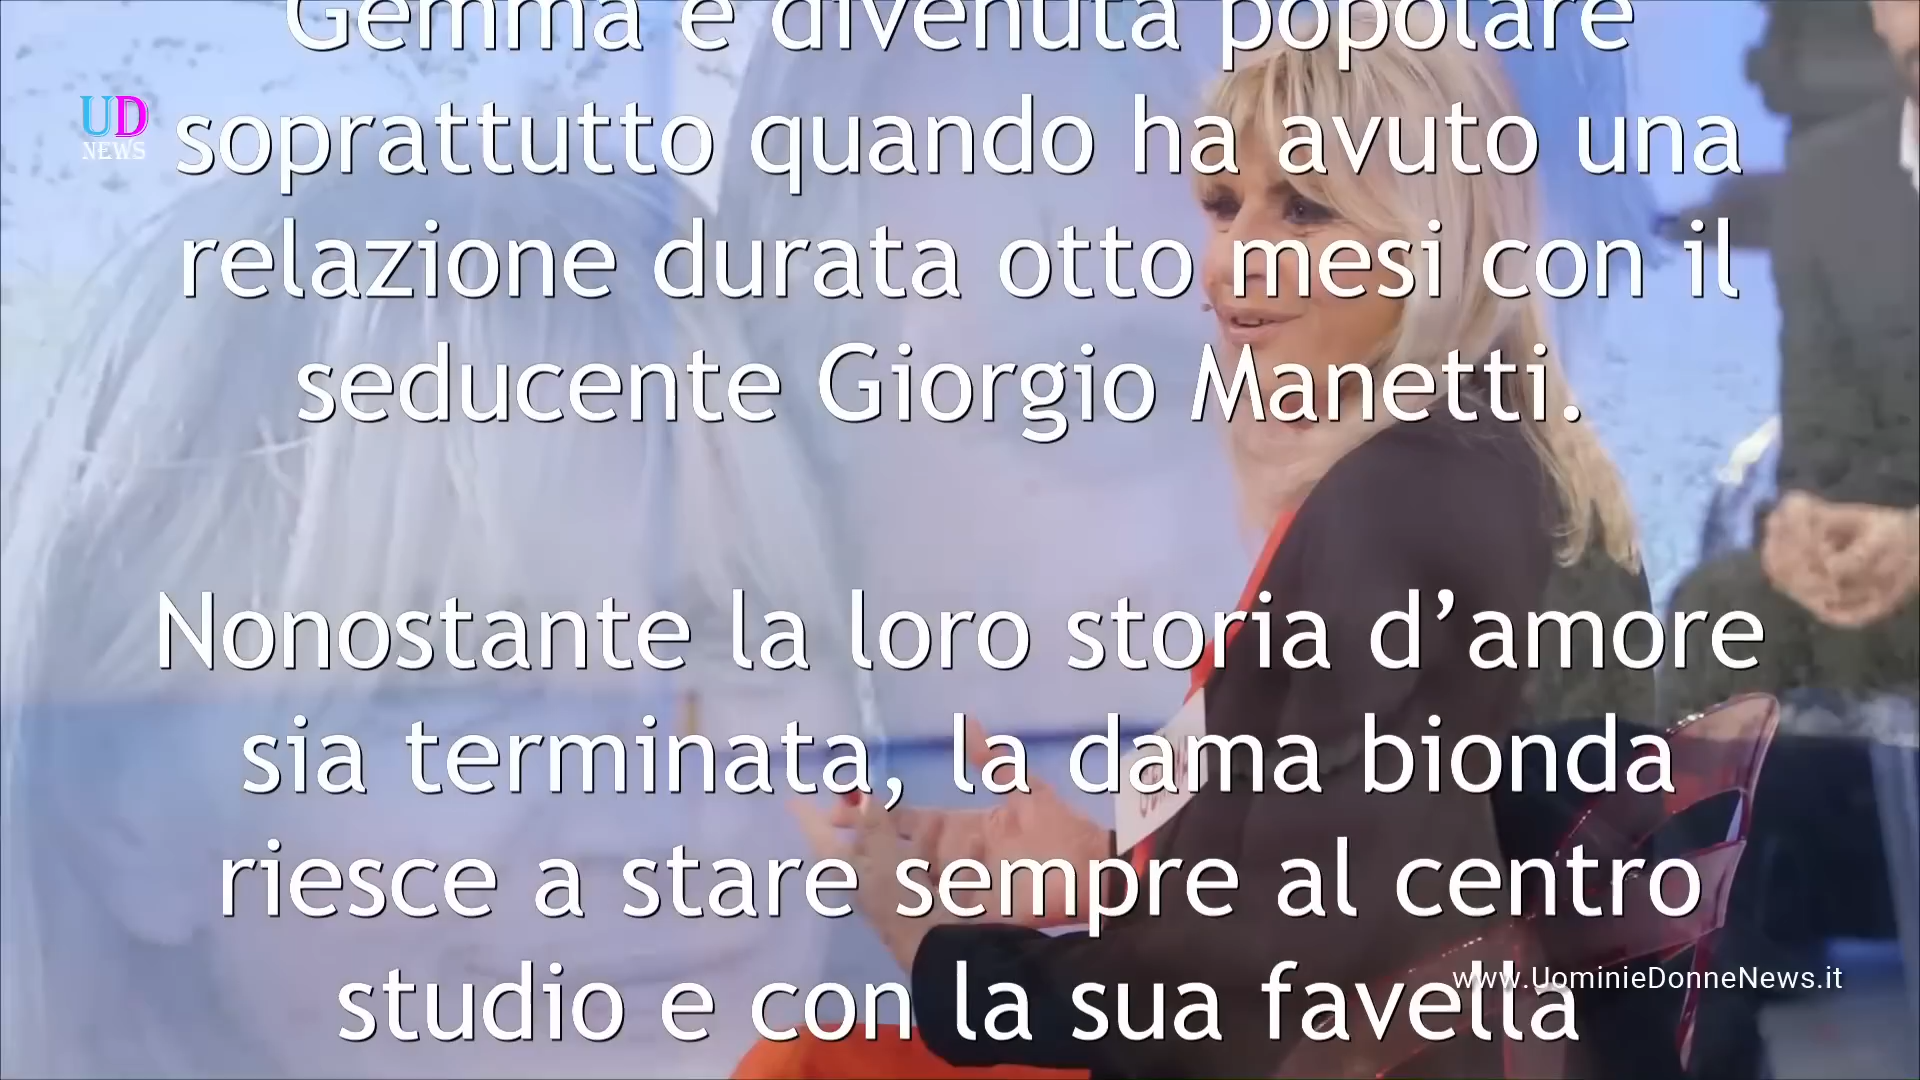 Gemma è divenuta popolare
UD
NEWS
soprattutto quando ha avuto una
relazione durata otto mesi con il
seducente Giorgio Manetti.
Nonostante la loro storia d’amore
sia terminata, la dama bionda
riesce a stare sempre al centro
studio e con la sua favella
www.UominieDonneNews.it